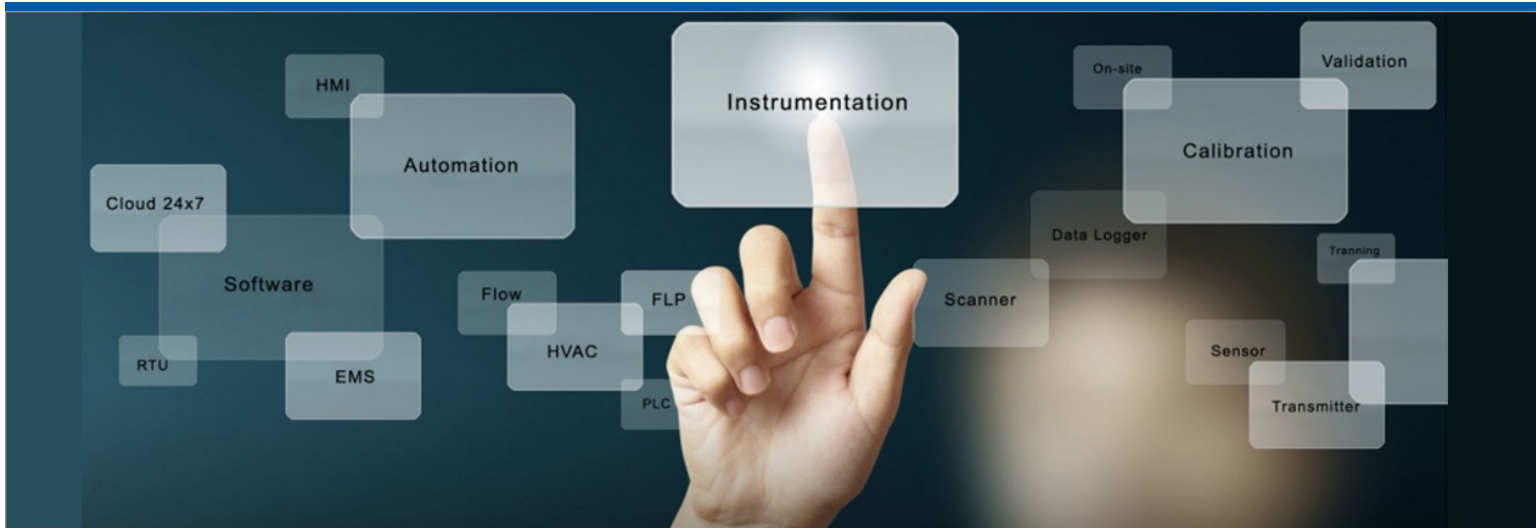 HMI
Automation
Cloud 24x7
Software
RTU
EMS
Flow
HVAC
FLP
PLC
Instrumentation
Scanner
On-site
Validation
Calibration
Data Logger
Tranning
Sensor
Transmitter